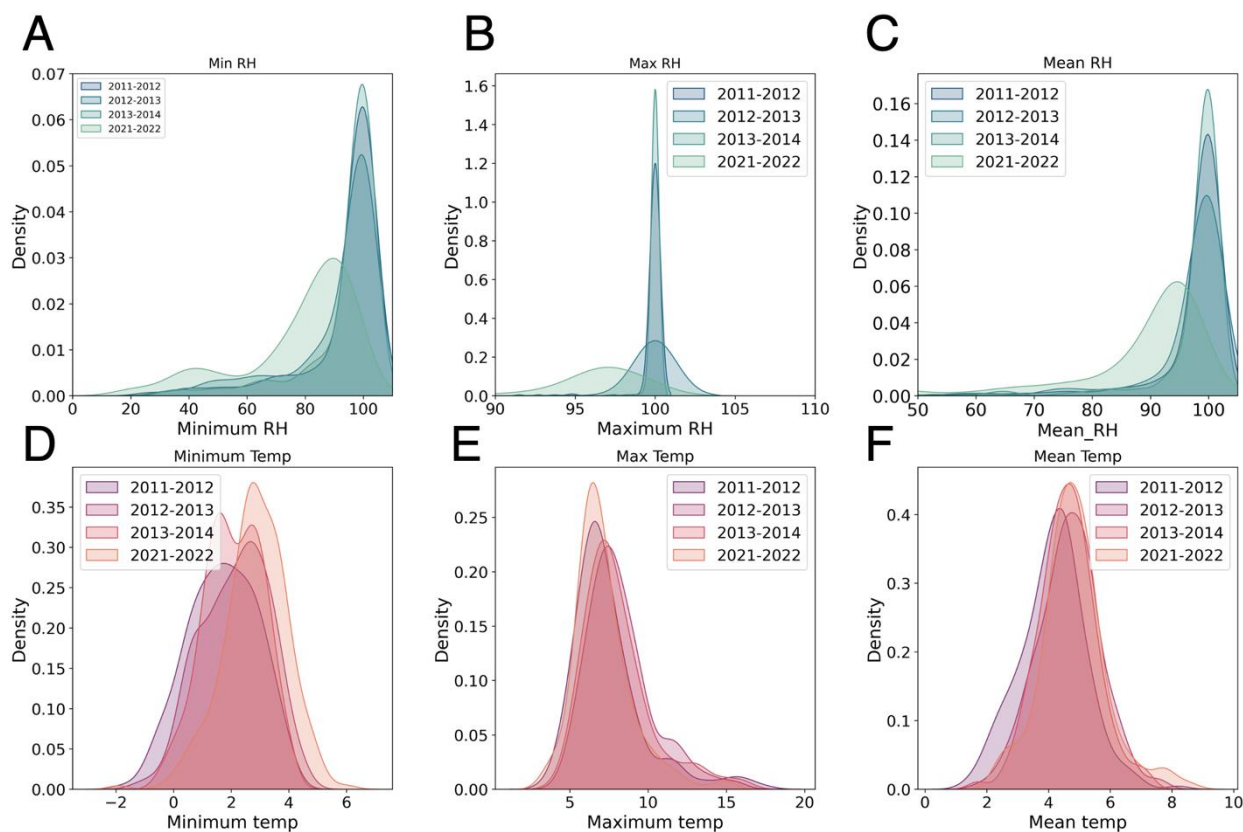 A
Min RH
0.07
0.06
0.05
0.04
0.03
0.02
0.01
0.00
Density
2011-2012
2012-2013
2013-2014
2021-2022
0 20 40 60 80 100
Minimum RH
B
Max RH
1.6
1.4
1.2
1.0
0.8
0.6
0.4
0.2
0.0
Density
2011-2012
2012-2013
2013-2014
2021-2022
90 95 100 105 110
Maximum RH
C
Mean RH
0.16
0.14
0.12
0.10
0.08
0.06
0.04
0.02
0.00
Density
2011-2012
2012-2013
2013-2014
2021-2022
50 60 70 80 90 100
Mean_RH
D
Minimum Temp
0.35
0.30
0.25
0.20
0.15
0.10
0.05
0.00
Density
2011-2012
2012-2013
2013-2014
2021-2022
−2 0 2 4 6
Minimum temp
E
Max Temp
0.25
0.20
0.15
0.10
0.05
0.00
Density
2011-2012
2012-2013
2013-2014
2021-2022
5 10 15 20
Maximum temp
F
Mean Temp
0.4
0.3
0.2
0.1
0.0
Density
2011-2012
2012-2013
2013-2014
2021-2022
0 2 4 6 8 10
Mean temp